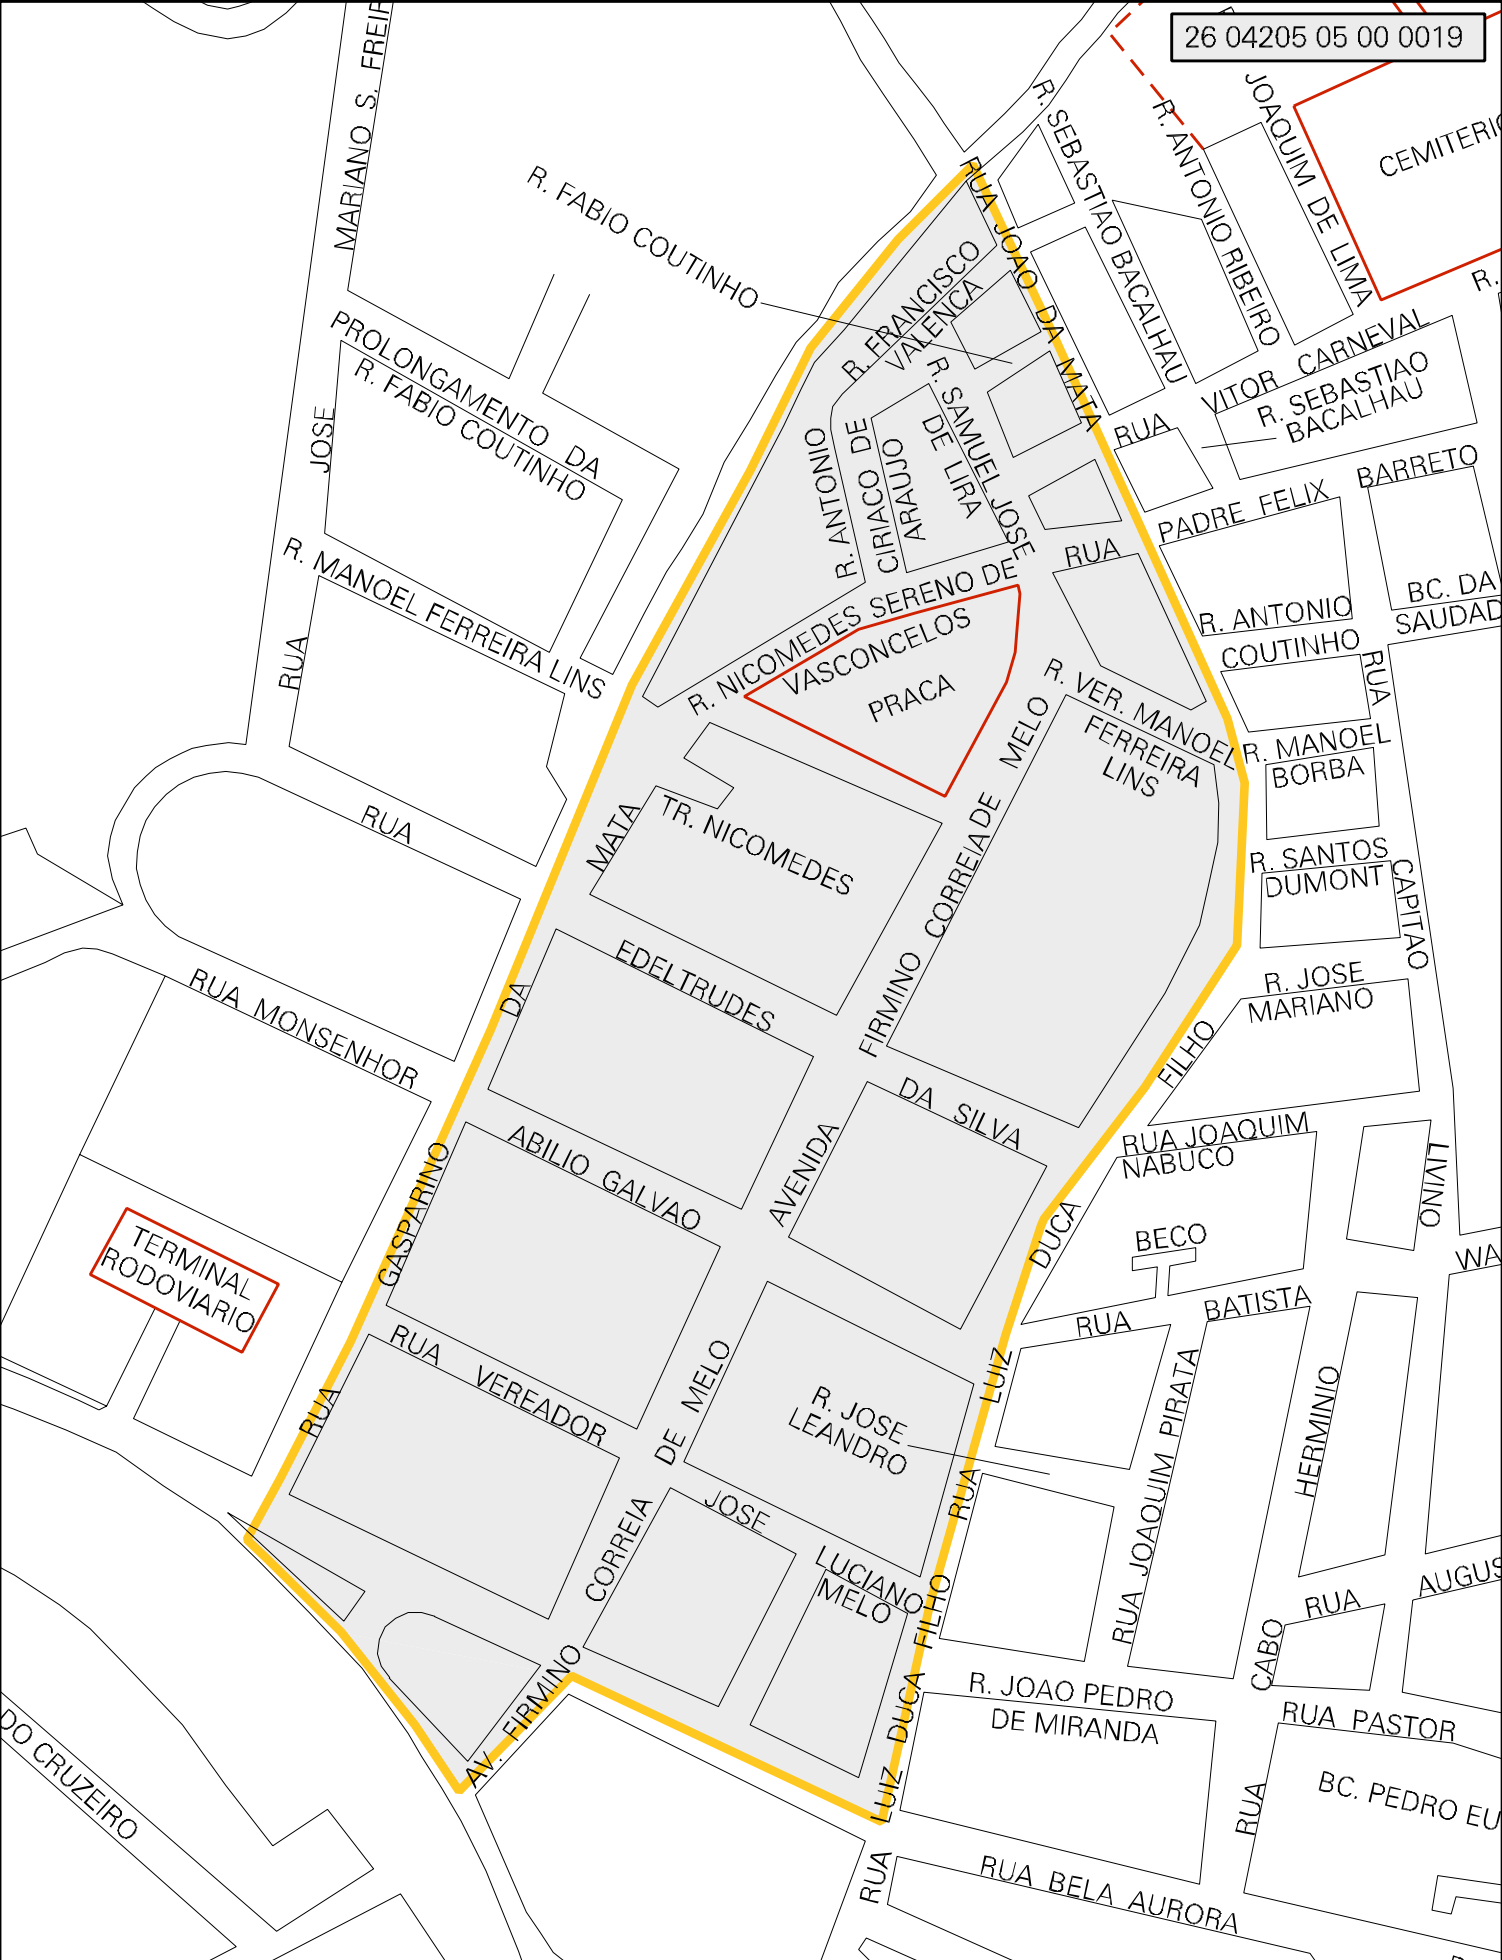 26 04205 05 00 0019
MARIANO S. FREIR
R. FABIO COUTINHO
R. SEBASTIAO BACALHAU
R. ANTONIO RIBEIRO
JOAQUIM DE LIMA
CEMITERIO
R.
RUA JOAO DA MATA
R. FRANCISCO
VALENCA
PROLONGAMENTO DA
R. FABIO COUTINHO
JOSE
RUA
R. SAMUEL JOSE
DE LIRA
R. ANTONIO
CIRIACO DE
ARAUJO
RUA VITOR CARNEVAL
R. SEBASTIAO
BACALHAU
RUA PADRE FELIX BARRETO
R. MANOEL FERREIRA LINS
R. NICOMEDES SERENO DE
VASCONCELOS
PRACA
R. ANTONIO
COUTINHO
BC. DA
SAUDAD
R. VER. MANOEL
FERREIRA
LINS
R. MANOEL
BORBA
RUA
CAPITAO
LIVINO
R. SANTOS
DUMONT
RUA
TR. NICOMEDES
MATA
DA
GASPARINO
RUA
AVENIDA
FIRMINO CORREIA DE MELO
RUA MONSENHOR
EDELTRUDES
DA SILVA
R. JOSE
MARIANO
FILHO
DUCA
LUIZ
RUA
RUA JOAQUIM
NABUCO
ABILIO GALVAO
TERMINAL
RODOVIARIO
BECO
RUA BATISTA
WA
RUA VEREADOR
JOSE
LUCIANO
MELO
R. JOSE
LEANDRO
RUA JOAQUIM PIRATA
HERMINIO
CABO
RUA
RUA AUGUS
AV. FIRMINO
CORREIA
DE MELO
RUA LUIZ DUCA FILHO
R. JOAO PEDRO
DE MIRANDA
RUA PASTOR
BC. PEDRO EU
DO CRUZEIRO
RUA BELA AURORA